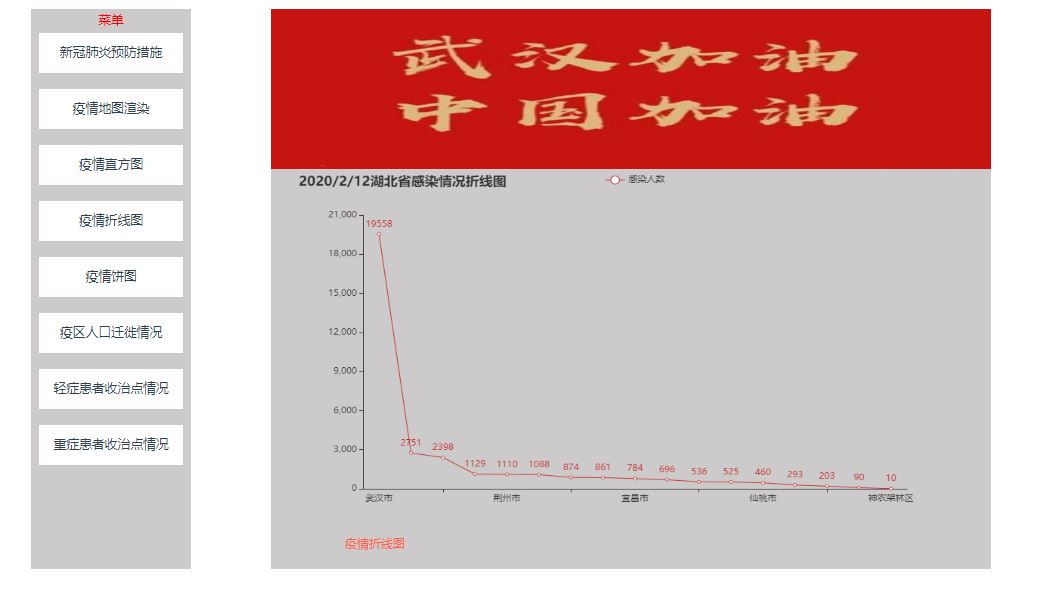 菜单
新冠肺炎预防措施
疫情地图渲染
疫情直方图
疫情折线图
疫情饼图
疫区人口迁徙情况
轻症患者收治点情况
重症患者收治点情况
武汉加油
中国加油
2020/2/12湖北省感染情况折线图
感染人数
21,000
18,000
15,000
12,000
9,000
6,000
3,000
0
19558
2751
2398
1129
1110
1088
874
861
784
696
536
525
460
293
203
90
10
武汉市
荆州市
宜昌市
仙桃市
神农架林区
疫情折线图